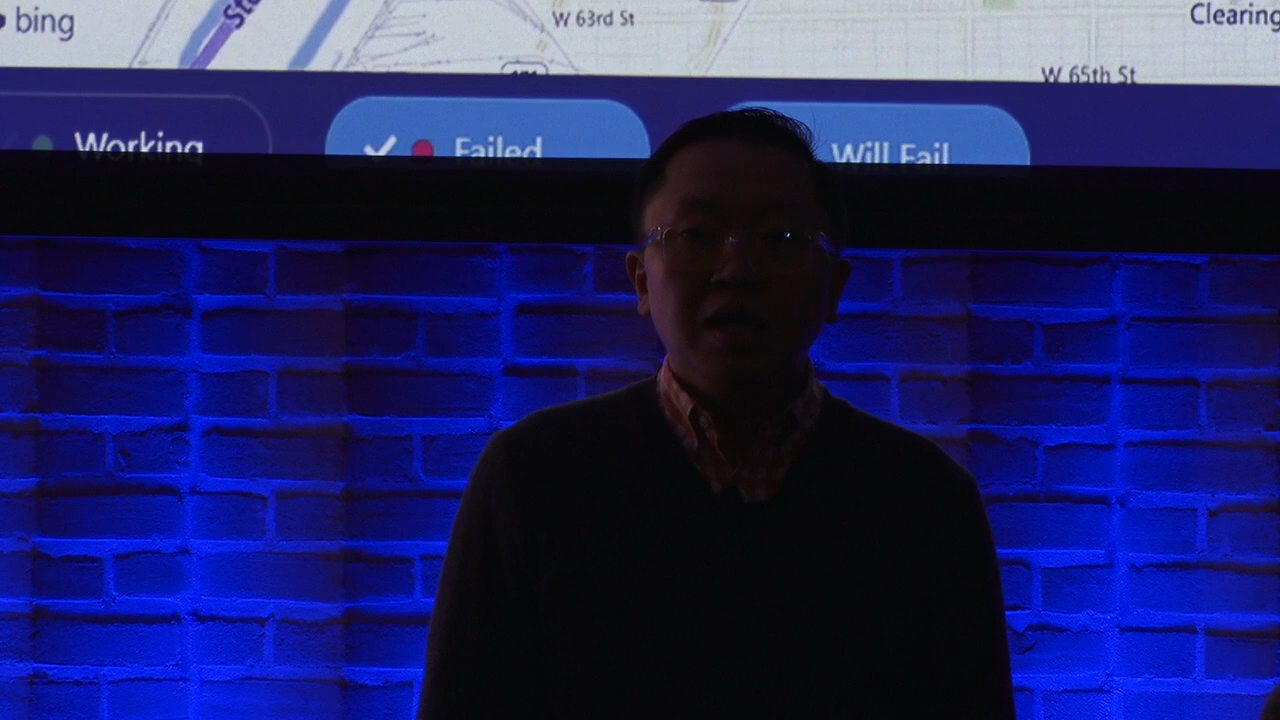 bing
W 63rd St
Clearing
W 65th St
Working
Failed
Will Fail